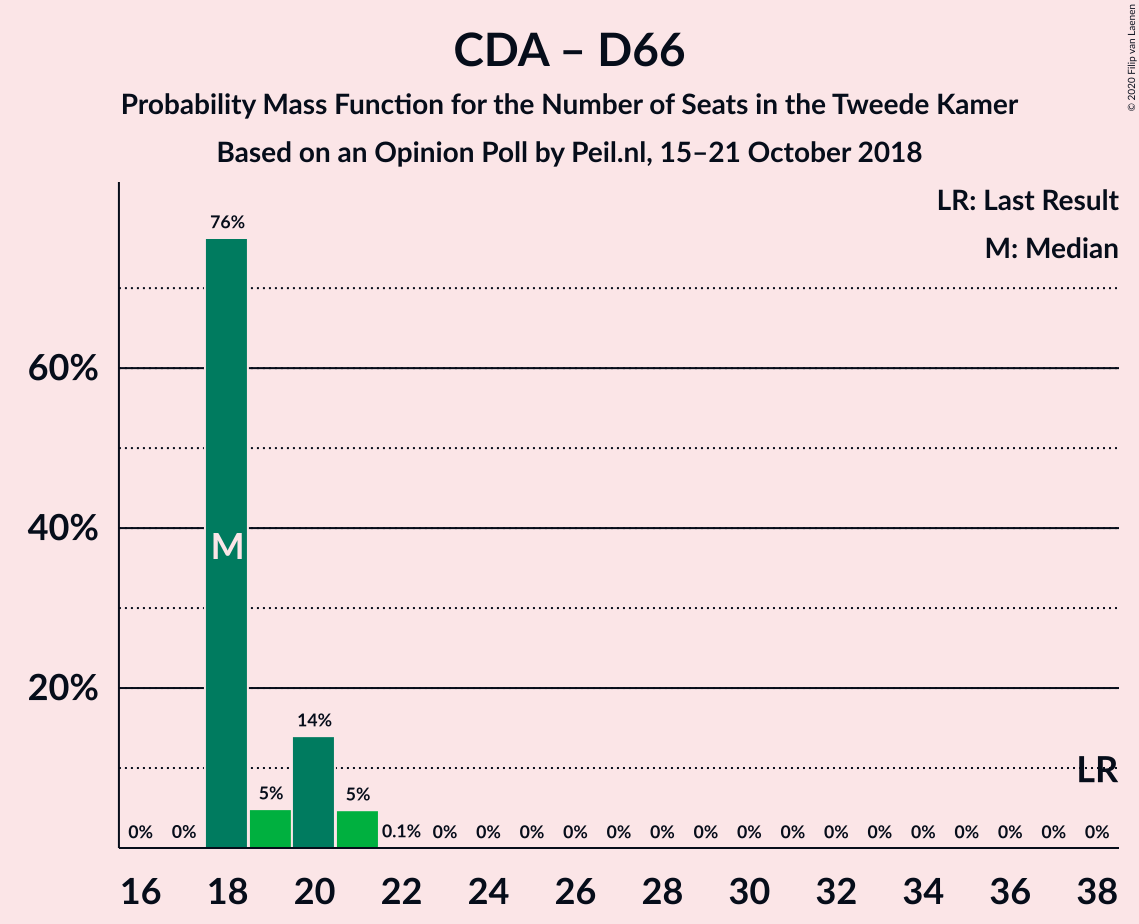 CDA – D66
Probability Mass Function for the Number of Seats in the Tweede Kamer
Based on an Opinion Poll by Peil.nl, 15–21 October 2018
© 2020 Filip van Laenen
LR: Last Result
M: Median
76%
60%
40%
M
20%
14%
LR
5%
5%
0% 0% 0.1% 0% 0% 0% 0% 0% 0% 0% 0% 0% 0% 0% 0% 0% 0% 0% 0%
16 18 20 22 24 26 28 30 32 34 36 38